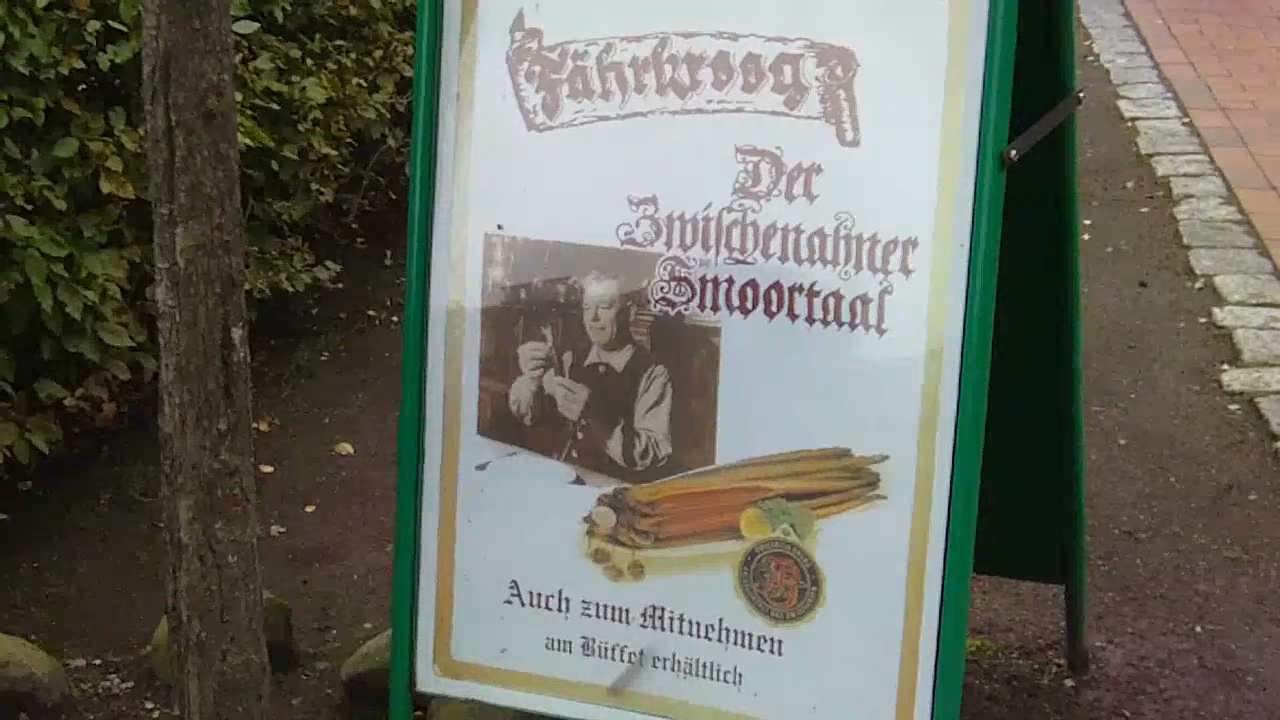 Fährkroog
Der
Zwischenahner
Smoortaal
Auch zum Mitnehmen
am Büffet erhältlich